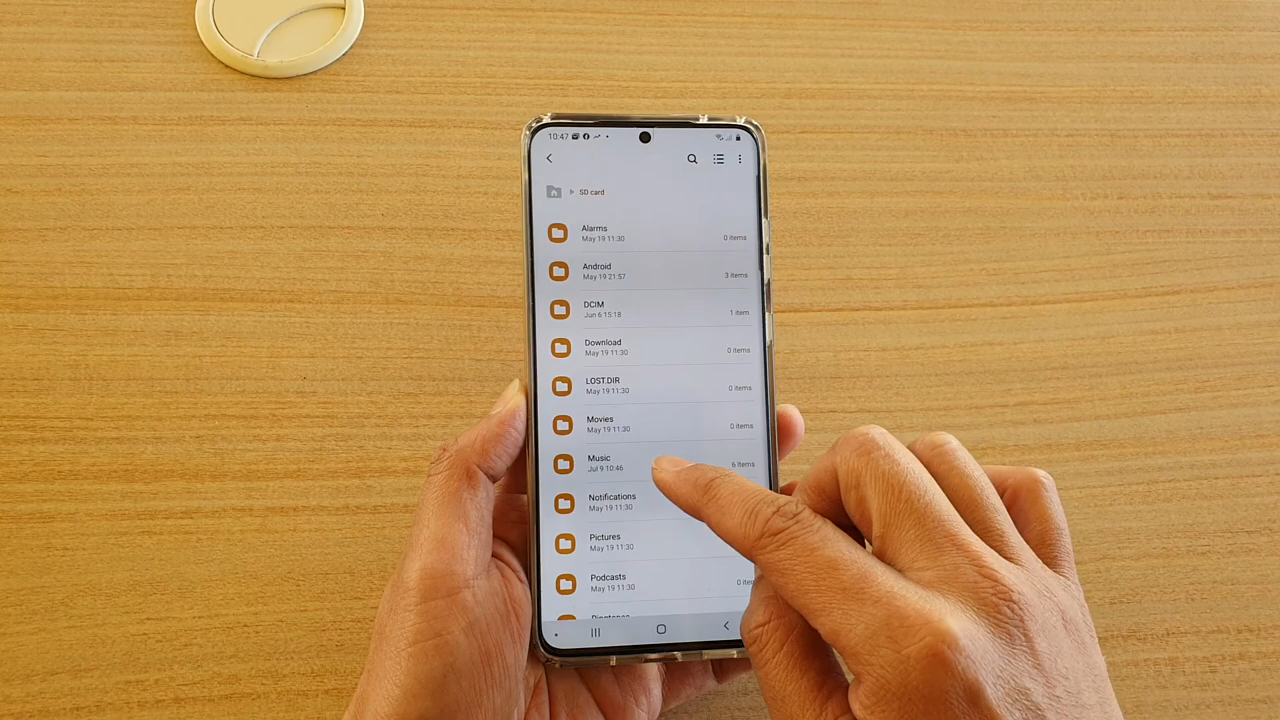 10:47
SD card
Alarms
May 19 11:30
0 items
Android
May 19 21:57
3 items
DCIM
Jun 6 15:18
1 item
Download
May 19 11:30
0 items
LOST.DIR
May 19 11:30
0 items
Movies
May 19 11:30
0 items
Music
Jul 9 10:46
6 items
Notifications
May 19 11:30
Pictures
May 19 11:30
Podcasts
May 19 11:30